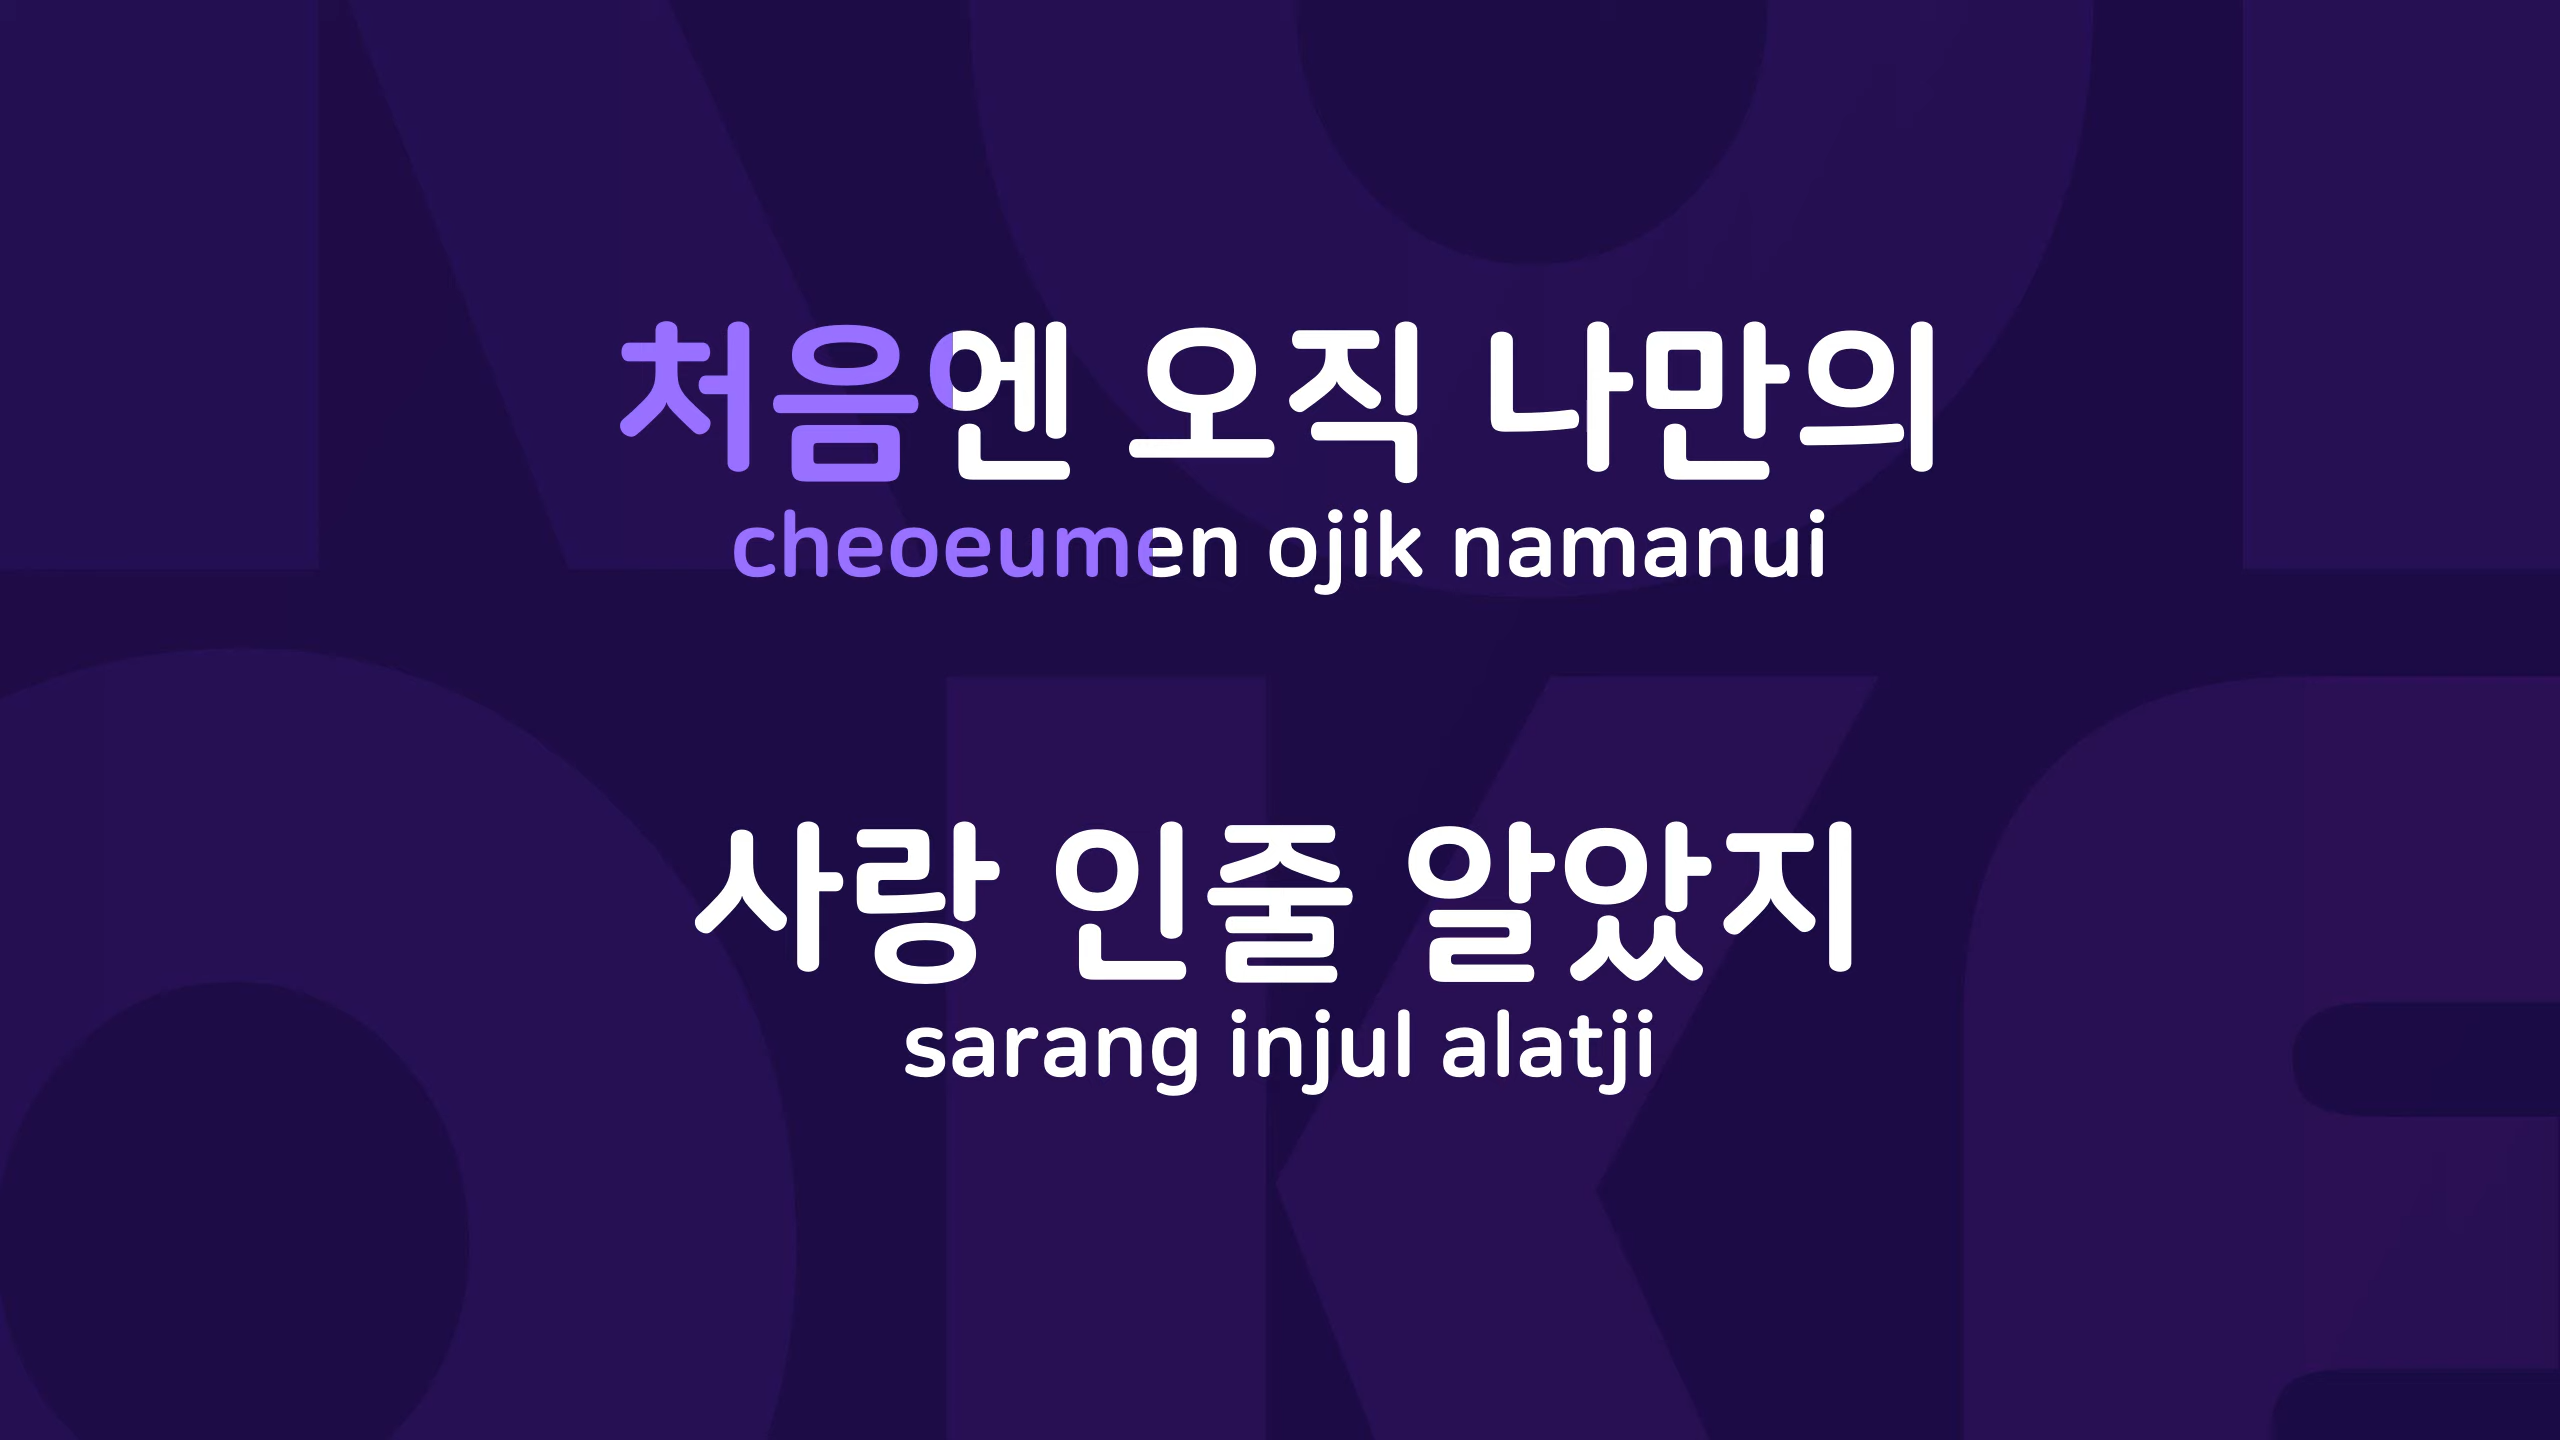 처음엔 오직 나만의
cheoeumen ojik namanui
사랑 인줄 알았지
sarang injul alatji